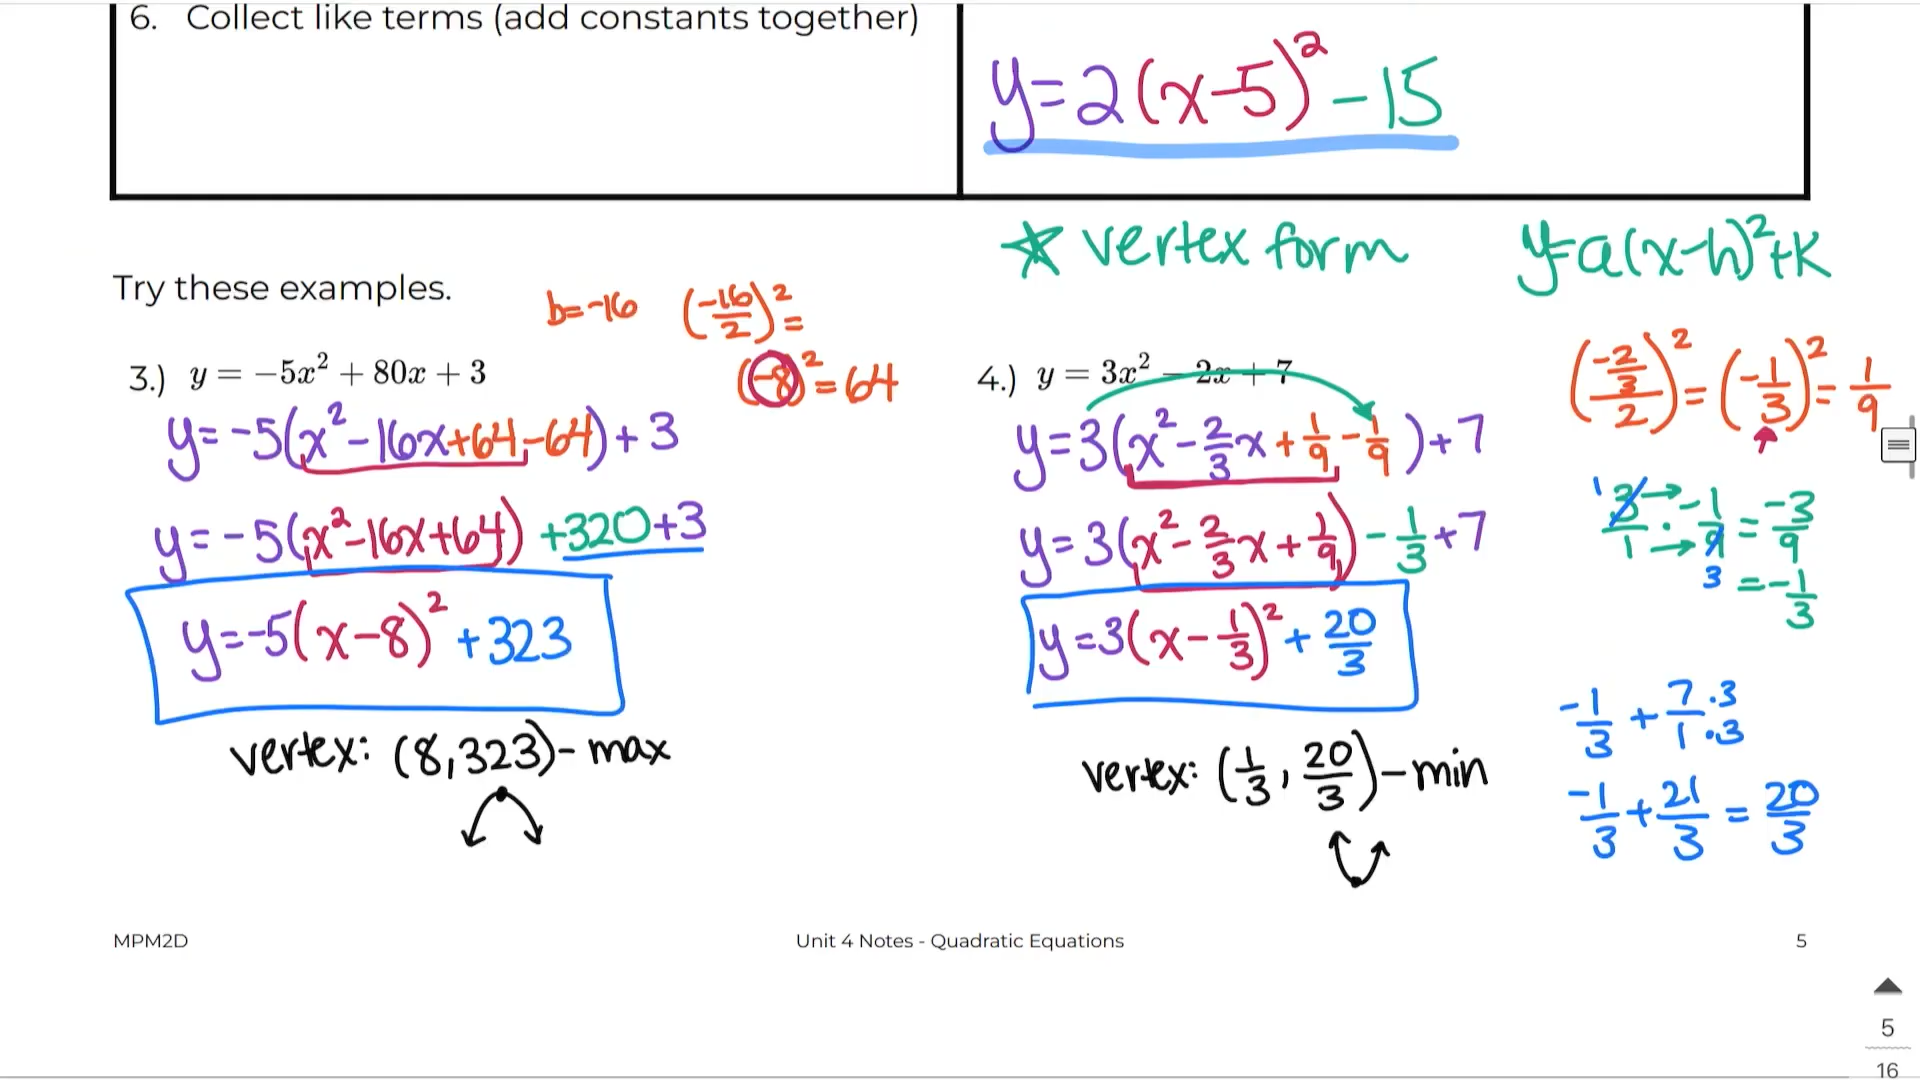 6. Collect like terms (add constants together)
y=2(x-5)²-15
* vertex form y=a(x-h)²+k
Try these examples.
b=-16 (-16/2)²=
(-8)²=64
3.) y = −5x² + 80x + 3
y=-5(x²-16x+64-64)+3
y=-5(x²-16x+64)+320+3
y=-5(x-8)²+323
vertex: (8,323)-max
4.) y = 3x² − 2x + 7
y=3(x²-2/3x+1/9-1/9)+7
y=3(x²-2/3x+1/9)-1/3+7
y=3(x-1/3)²+20/3
vertex: (1/3, 20/3)-min
(-2/3/2)²=(-1/3)²=1/9
1 3/1 · -1/9 = -3/9
3 =-1/3
-1/3 + 7·3/1·3
-1/3 + 21/3 = 20/3
MPM2D
Unit 4 Notes - Quadratic Equations
5
5
16